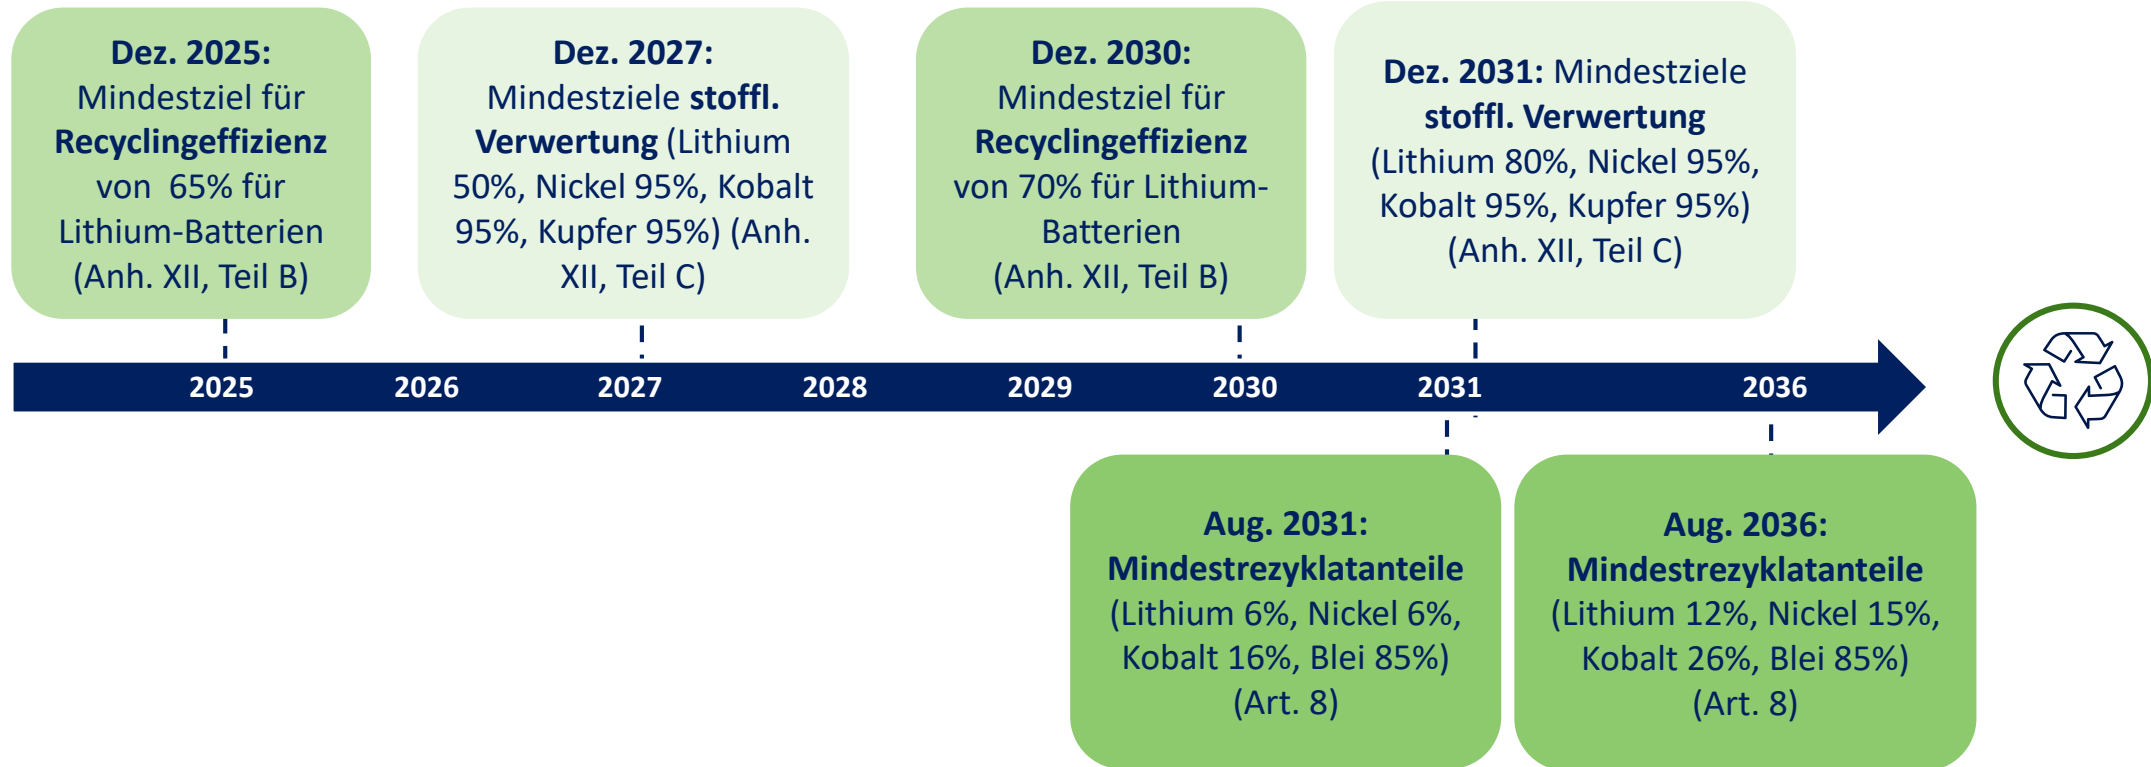 Dez. 2025:
Mindestziel für
Recyclingeffizienz
von  65% für
Lithium-Batterien
(Anh. XII, Teil B)
Dez. 2027:
Mindestziele stoffl.
Verwertung (Lithium
50%, Nickel 95%, Kobalt
95%, Kupfer 95%) (Anh.
XII, Teil C)
Dez. 2030:
Mindestziel für
Recyclingeffizienz
von 70% für Lithium-
Batterien
(Anh. XII, Teil B)
Dez. 2031: Mindestziele
stoffl. Verwertung
(Lithium 80%, Nickel 95%,
Kobalt 95%, Kupfer 95%)
(Anh. XII, Teil C)
2025 2026 2027 2028 2029 2030 2031 2036
Aug. 2031:
Mindestrezyklatanteile
(Lithium 6%, Nickel 6%,
Kobalt 16%, Blei 85%)
(Art. 8)
Aug. 2036:
Mindestrezyklatanteile
(Lithium 12%, Nickel 15%,
Kobalt 26%, Blei 85%)
(Art. 8)